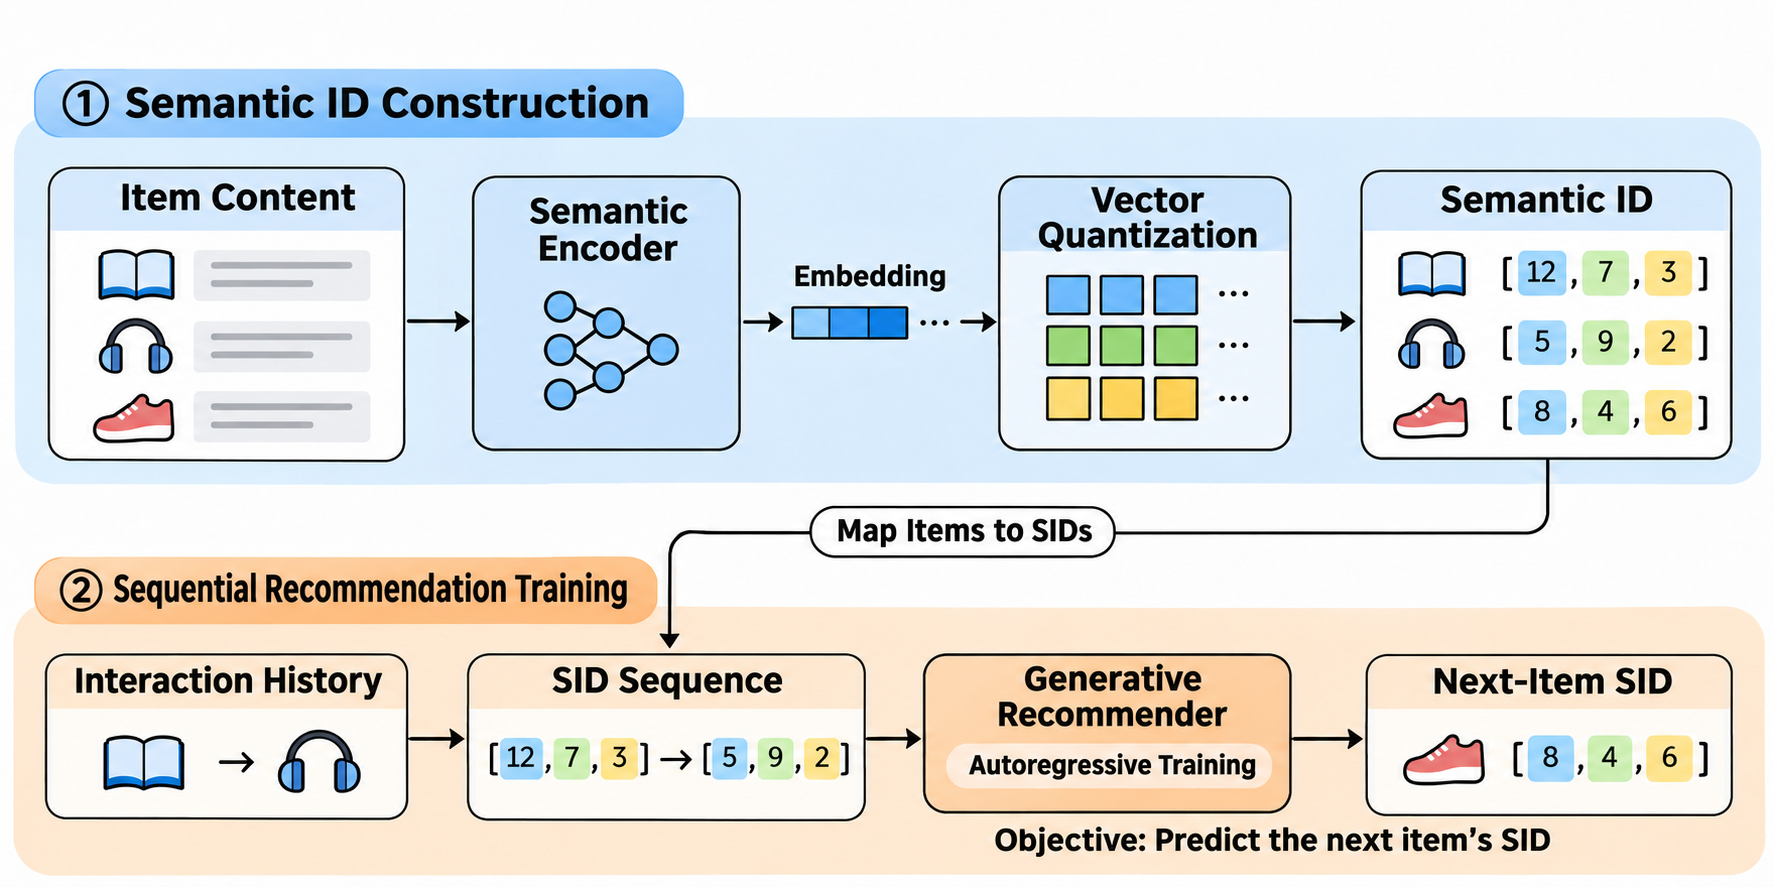 ① Semantic ID Construction
Item Content
Semantic
Encoder
Embedding
...
Vector
Quantization
...
...
...
Semantic ID
[12, 7, 3]
[5, 9, 2]
[8, 4, 6]
Map Items to SIDs
② Sequential Recommendation Training
Interaction History
SID Sequence
[12, 7, 3] → [5, 9, 2]
Generative
Recommender
Autoregressive Training
Next-Item SID
[8, 4, 6]
Objective: Predict the next item's SID